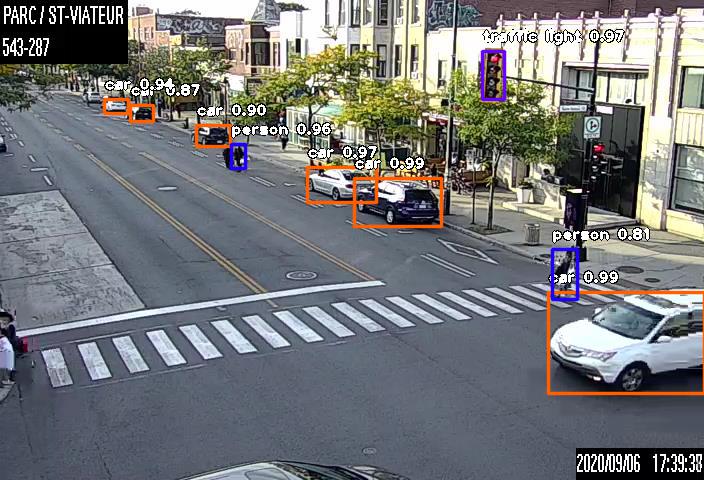 PARC / ST-VIATEUR
543-287
traffic light 0.97
car 0.94
car 0.87
car 0.90
person 0.96
car 0.97
car 0.99
person 0.81
car 0.99
2020/09/06 17:39:38